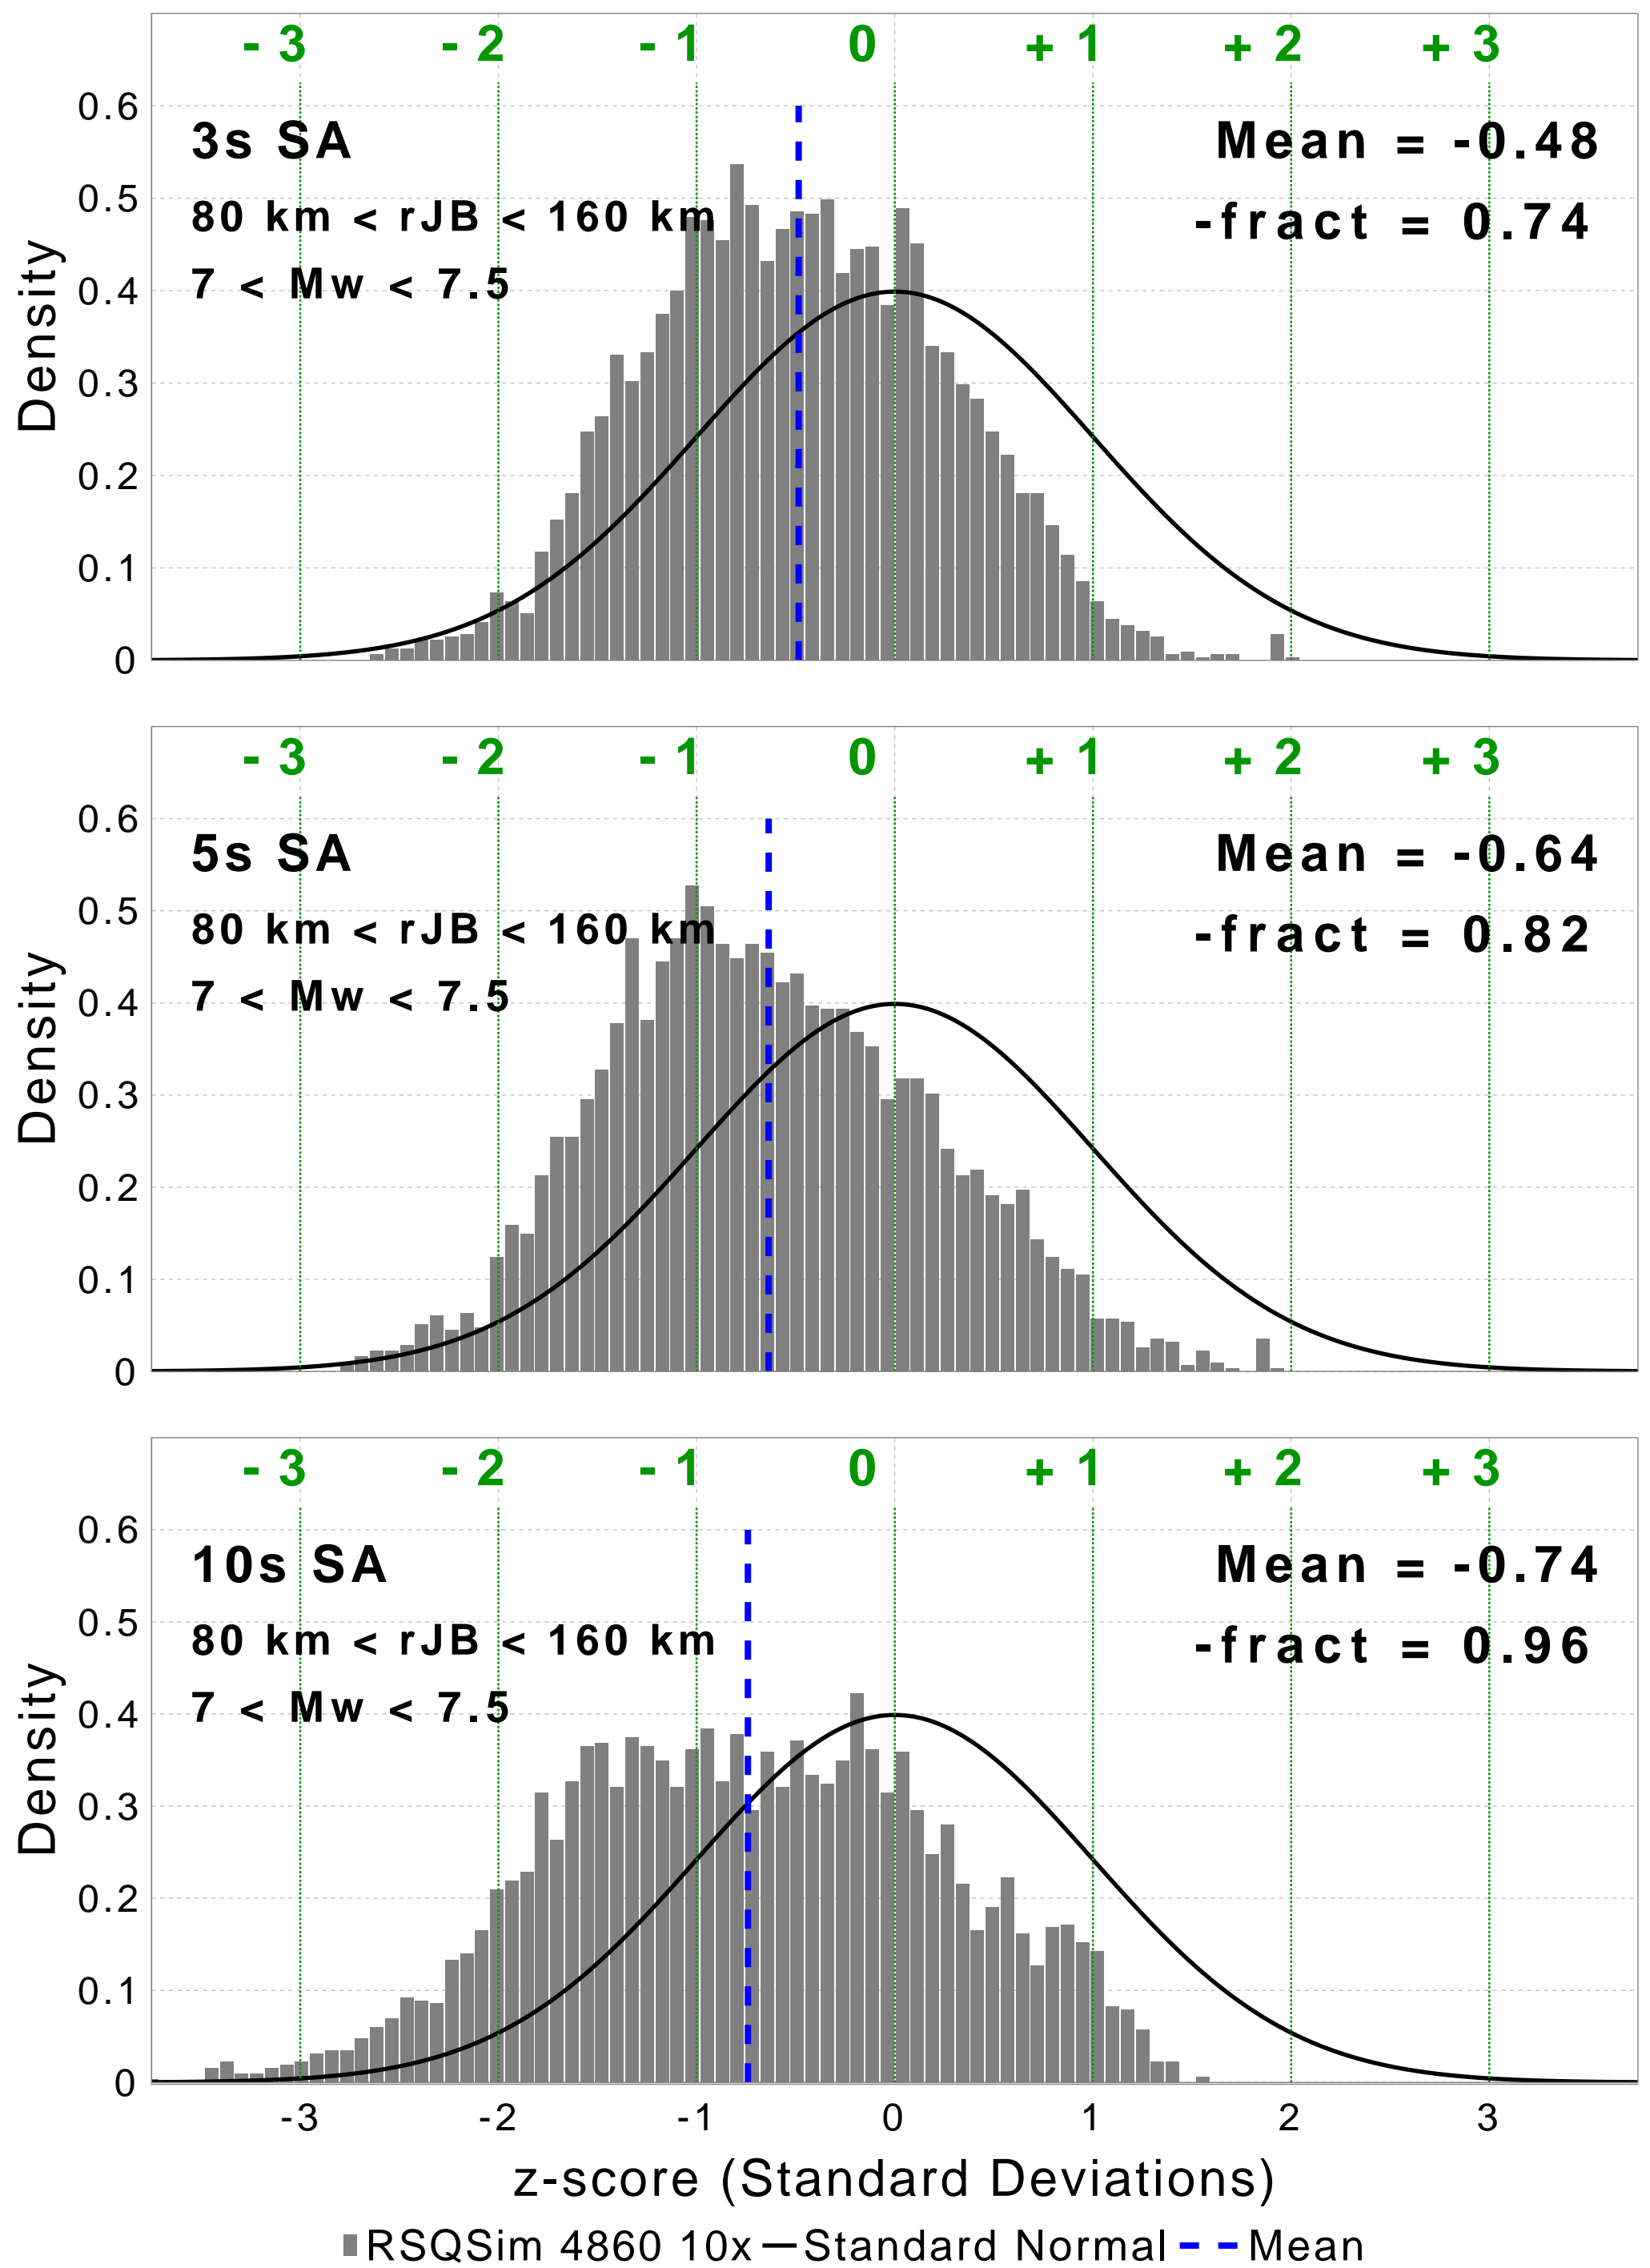 - 3 - 2 - 1 0 + 1 + 2 + 3
0.6
3s SA Mean = -0.48
0.5
80 km < rJB < 160 km -fract = 0.74
7 < Mw < 7.5
0.4
Density
0.3
0.2
0.1
0
- 3 - 2 - 1 0 + 1 + 2 + 3
0.6
5s SA Mean = -0.64
0.5
80 km < rJB < 160 km -fract = 0.82
7 < Mw < 7.5
0.4
Density
0.3
0.2
0.1
0
- 3 - 2 - 1 0 + 1 + 2 + 3
0.6
10s SA Mean = -0.74
0.5
80 km < rJB < 160 km -fract = 0.96
7 < Mw < 7.5
0.4
Density
0.3
0.2
0.1
0
-3 -2 -1 0 1 2 3
z-score (Standard Deviations)
RSQSim 4860 10x Standard Normal Mean